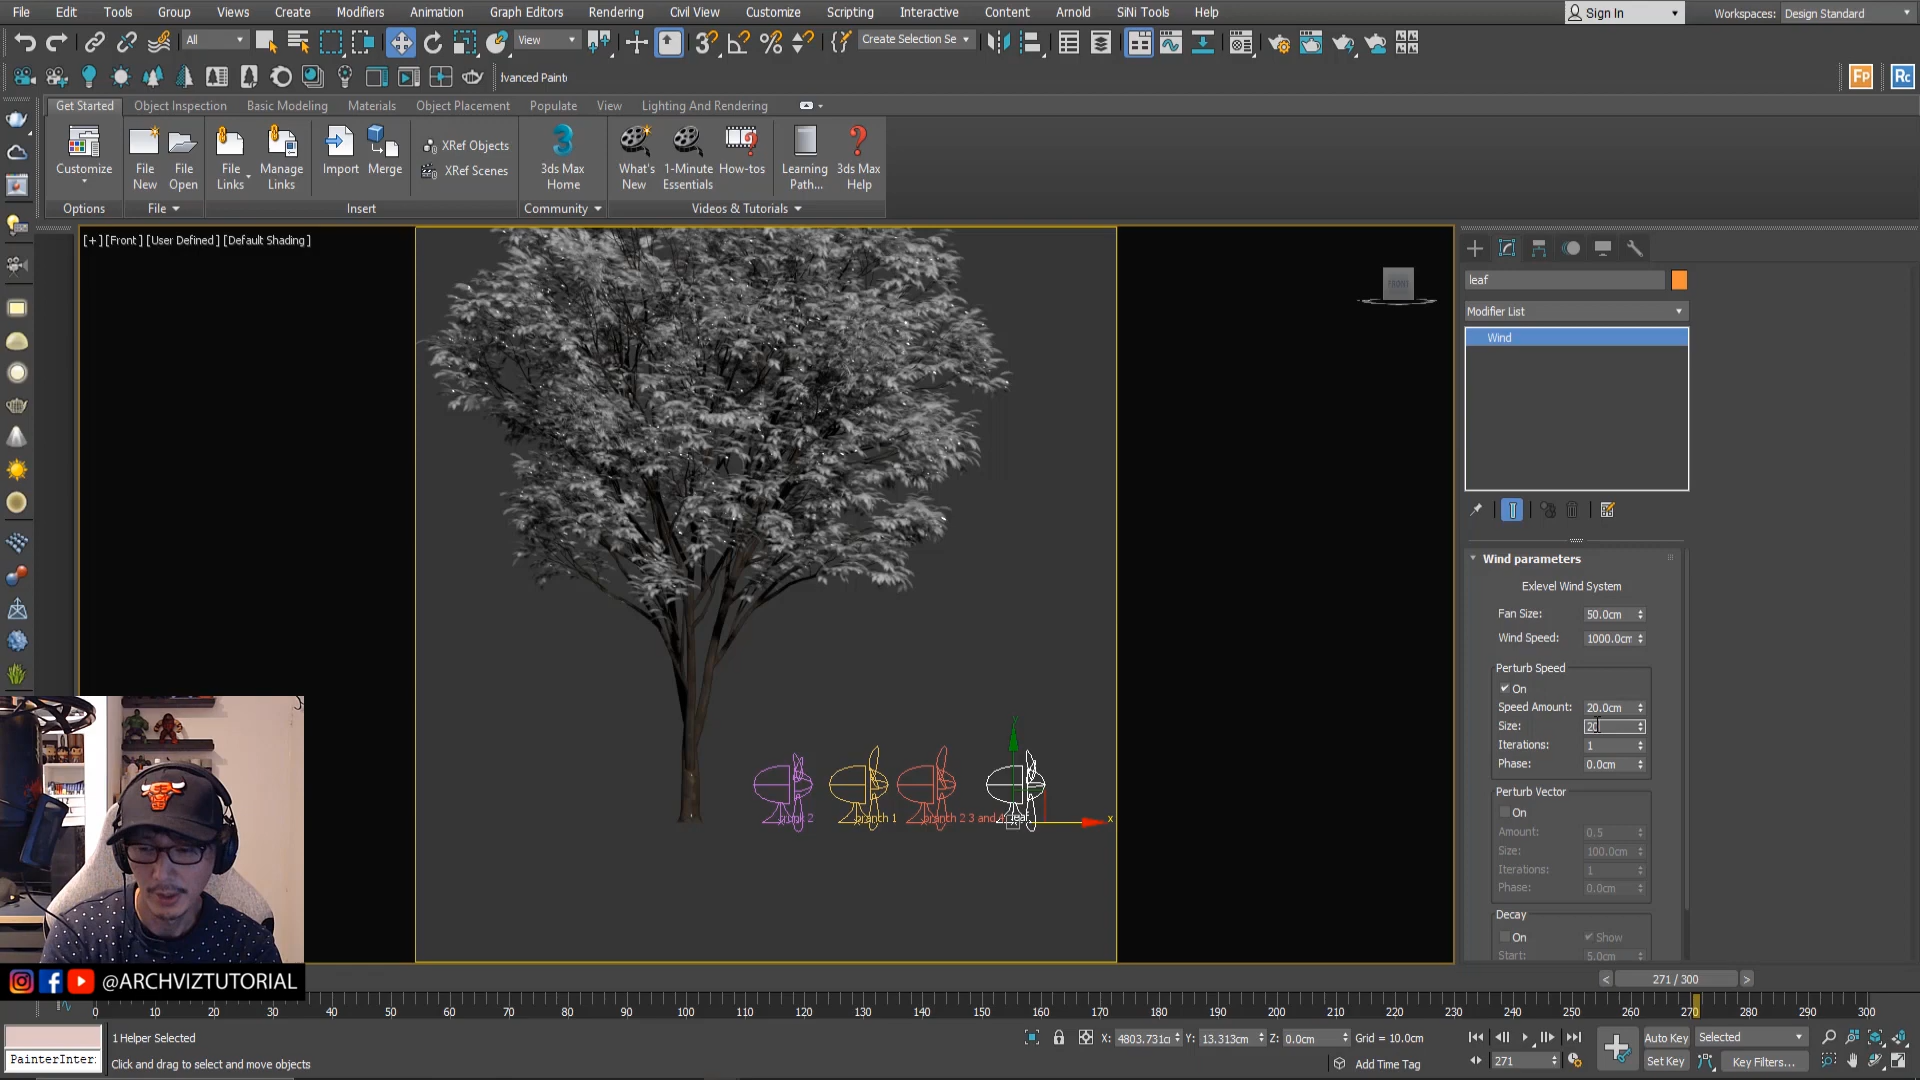 File Edit Tools Group Views Create Modifiers Animation Graph Editors Rendering Civil View Customize Scripting Interactive Content Arnold SiNi Tools Help
Sign In Workspaces: Design Standard
All View Create Selection Se
Ivanced Painte
Fp Rc
Get Started Object Inspection Basic Modeling Materials Object Placement Populate View Lighting And Rendering
Customize
File New
File Open
File Links
Manage Links
Import
Merge
XRef Objects
XRef Scenes
3ds Max Home
What's New
1-Minute Essentials
How-tos
Learning Path...
3ds Max Help
Options File Insert Community Videos & Tutorials
[+] [Front] [User Defined] [Default Shading]
FRONT
leaf
Modifier List
Wind
Wind parameters
Exlevel Wind System
Fan Size: 50.0cm
Wind Speed: 1000.0cm
Perturb Speed
On
Speed Amount: 20.0cm
Size: 20
Iterations: 1
Phase: 0.0cm
Perturb Vector
On
Amount: 0.5
Size: 100.0cm
Iterations: 1
Phase: 0.0cm
Decay
On Show
Start: 5.0cm
branch 1 branch 2 3 and 4 leaf x
@ARCHVIZTUTORIAL
< 271 / 300 >
0 40 50 60 70 80 90 100 110 120 130 140 150 160 170 180 190 200 210 220 230 240 250 260 270 280 290 300
1 Helper Selected
X: 4803.731c Y: 13.313cm Z: 0.0cm Grid = 10.0cm
Auto Key Selected
PainterInter:
Click and drag to select and move objects
Add Time Tag
271
Set Key Key Filters...